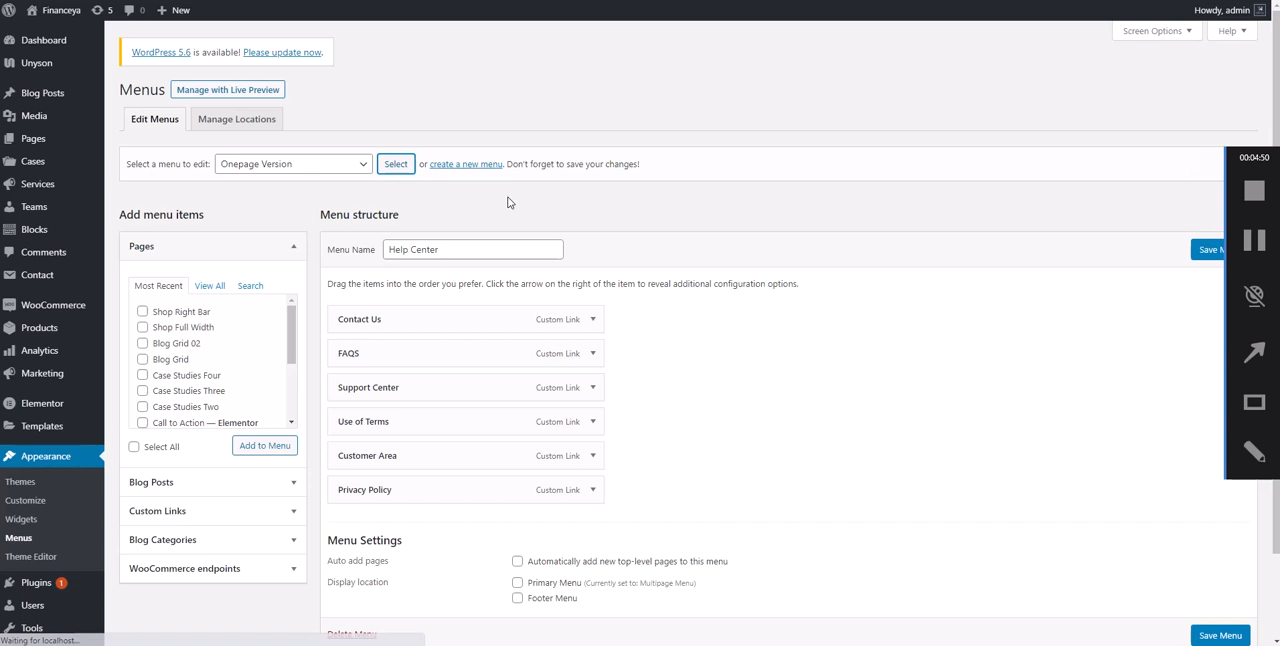 Financeya 5 0 New Howdy, admin
Screen Options Help
WordPress 5.6 is available! Please update now.
Menus Manage with Live Preview
Edit Menus Manage Locations
Select a menu to edit: Onepage Version Select or create a new menu. Don't forget to save your changes!
Dashboard
Unyson
Blog Posts
Media
Pages
Cases
Services
Teams
Blocks
Comments
Contact
WooCommerce
Products
Analytics
Marketing
Elementor
Templates
Appearance
Themes
Customize
Widgets
Menus
Theme Editor
Plugins 1
Users
Tools
Waiting for localhost...
Add menu items
Pages
Most Recent View All Search
Shop Right Bar
Shop Full Width
Blog Grid 02
Blog Grid
Case Studies Four
Case Studies Three
Case Studies Two
Call to Action — Elementor
Select All Add to Menu
Blog Posts
Custom Links
Blog Categories
WooCommerce endpoints
Menu structure
Menu Name Help Center Save M
Drag the items into the order you prefer. Click the arrow on the right of the item to reveal additional configuration options.
Contact Us Custom Link
FAQS Custom Link
Support Center Custom Link
Use of Terms Custom Link
Customer Area Custom Link
Privacy Policy Custom Link
Menu Settings
Auto add pages Automatically add new top-level pages to this menu
Display location Primary Menu (Currently set to: Multipage Menu)
Footer Menu
Delete Menu Save Menu
00:04:50